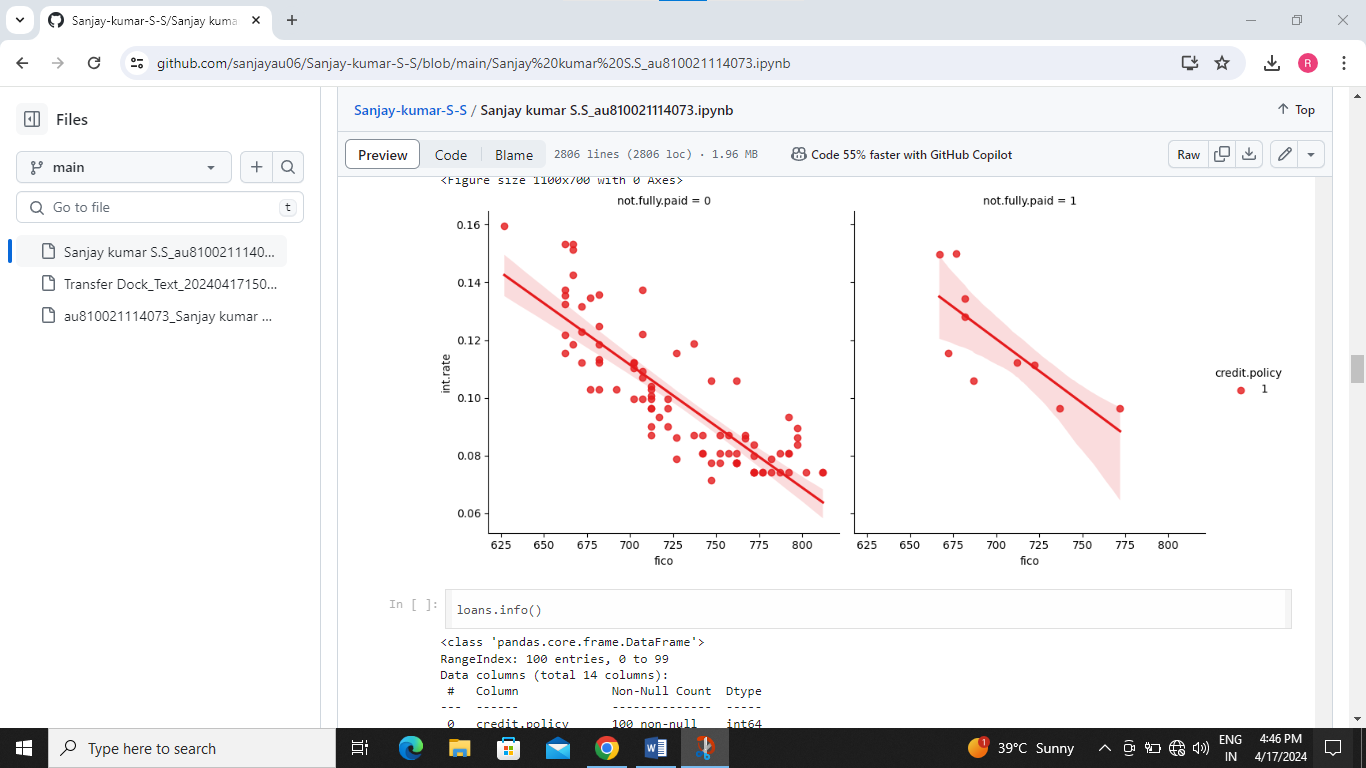 Sanjay-kumar-S-S/Sanjay kuma
github.com/sanjayau06/Sanjay-kumar-S-S/blob/main/Sanjay%20kumar%20S.S_au810021114073.ipynb
R
Files
main
Go to file
t
Sanjay kumar S.S_au8100211140...
Transfer Dock_Text_20240417150...
au810021114073_Sanjay kumar ...
Sanjay-kumar-S-S / Sanjay kumar S.S_au810021114073.ipynb
Top
Preview Code Blame 2806 lines (2806 loc) · 1.96 MB Code 55% faster with GitHub Copilot Raw
<Figure size 1100x700 with 0 Axes>
not.fully.paid = 0
not.fully.paid = 1
0.16
0.14
0.12
0.10
0.08
0.06
int.rate
625 650 675 700 725 750 775 800
fico
625 650 675 700 725 750 775 800
fico
credit.policy
1
In [ ]:
loans.info()
<class 'pandas.core.frame.DataFrame'>
RangeIndex: 100 entries, 0 to 99
Data columns (total 14 columns):
# Column Non-Null Count Dtype
--- ------ -------------- -----
0 credit.policy 100 non-null int64
Type here to search
1
39°C Sunny
ENG
IN
4:46 PM
4/17/2024